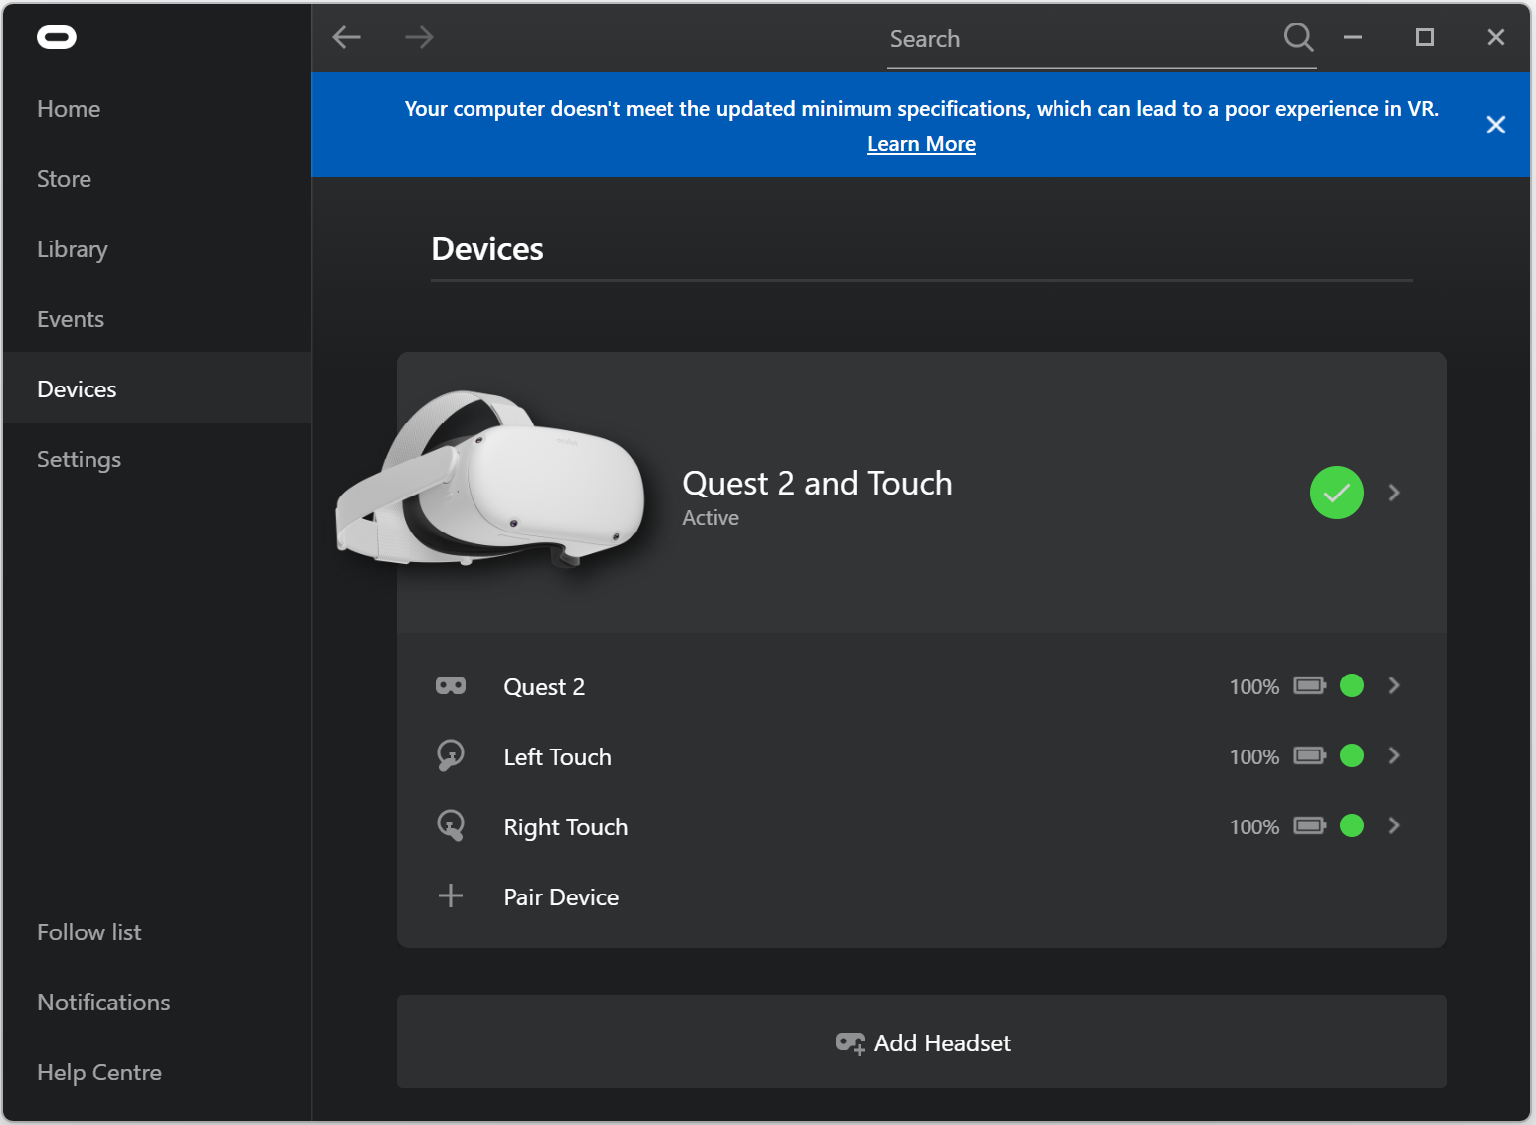 Search
Home
Store
Library
Events
Devices
Settings
Follow list
Notifications
Help Centre
Your computer doesn't meet the updated minimum specifications, which can lead to a poor experience in VR.
Learn More
Devices
Quest 2 and Touch
Active
Quest 2 100%
Left Touch 100%
Right Touch 100%
Pair Device
Add Headset